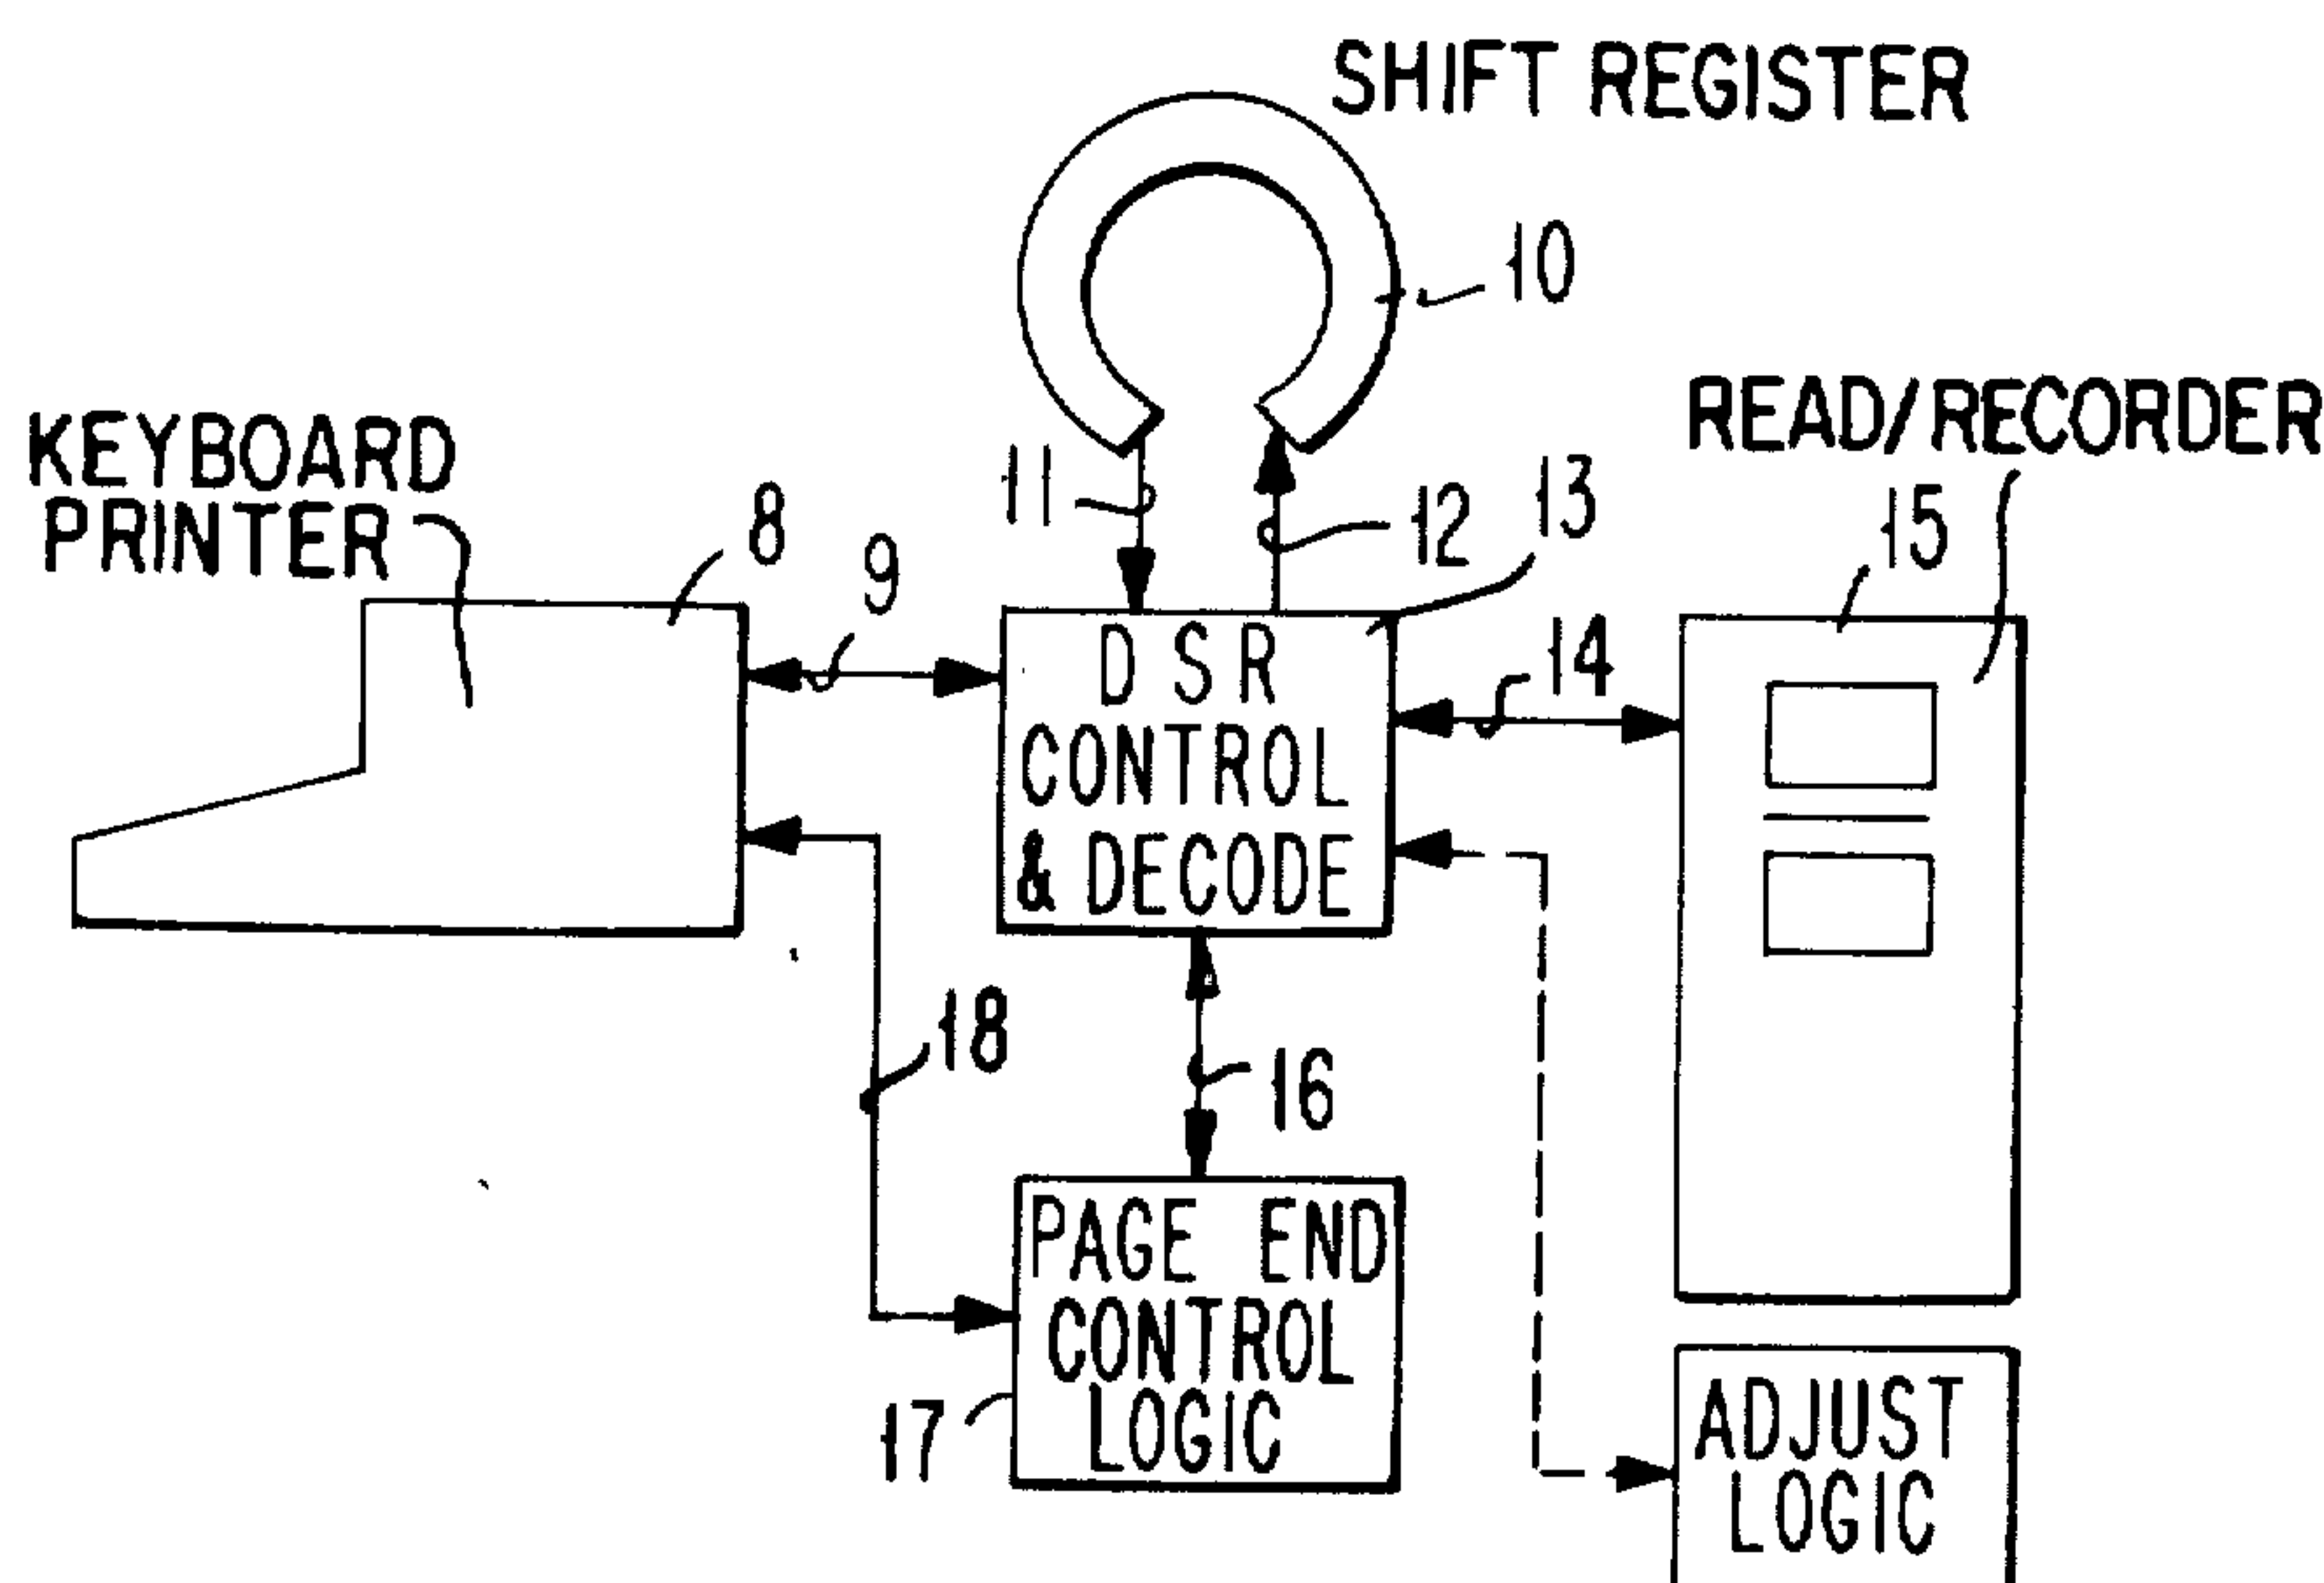 SHIFT REGISTER
10
READ/RECORDER
KEYBOARD
PRINTER
8
9
11
12
13
15
14
D S R
CONTROL
& DECODE
18
16
PAGE END
CONTROL
LOGIC
17
ADJUST
LOGIC